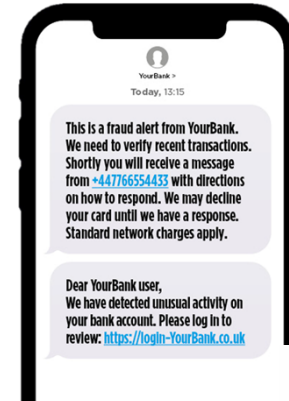 YourBank >
Today, 13:15
This is a fraud alert from YourBank.
We need to verify recent transactions.
Shortly you will receive a message
from +447766554433 with directions
on how to respond. We may decline
your card until we have a response.
Standard network charges apply.
Dear YourBank user,
We have detected unusual activity on
your bank account. Please log in to
review: https://login-YourBank.co.uk